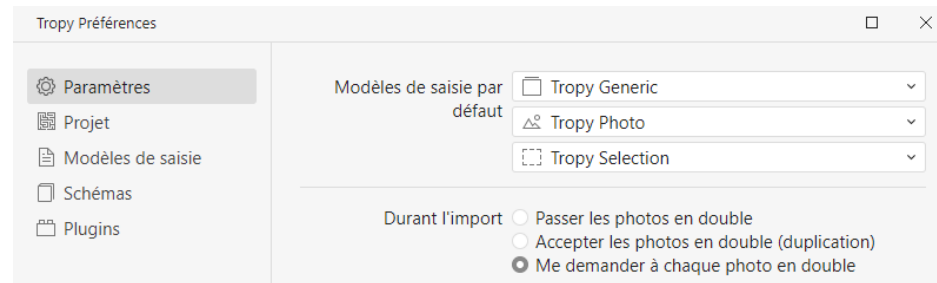 Tropy Préférences
Paramètres
Projet
Modèles de saisie
Schémas
Plugins
Modèles de saisie par
défaut
Tropy Generic
Tropy Photo
Tropy Selection
Durant l'import
Passer les photos en double
Accepter les photos en double (duplication)
Me demander à chaque photo en double